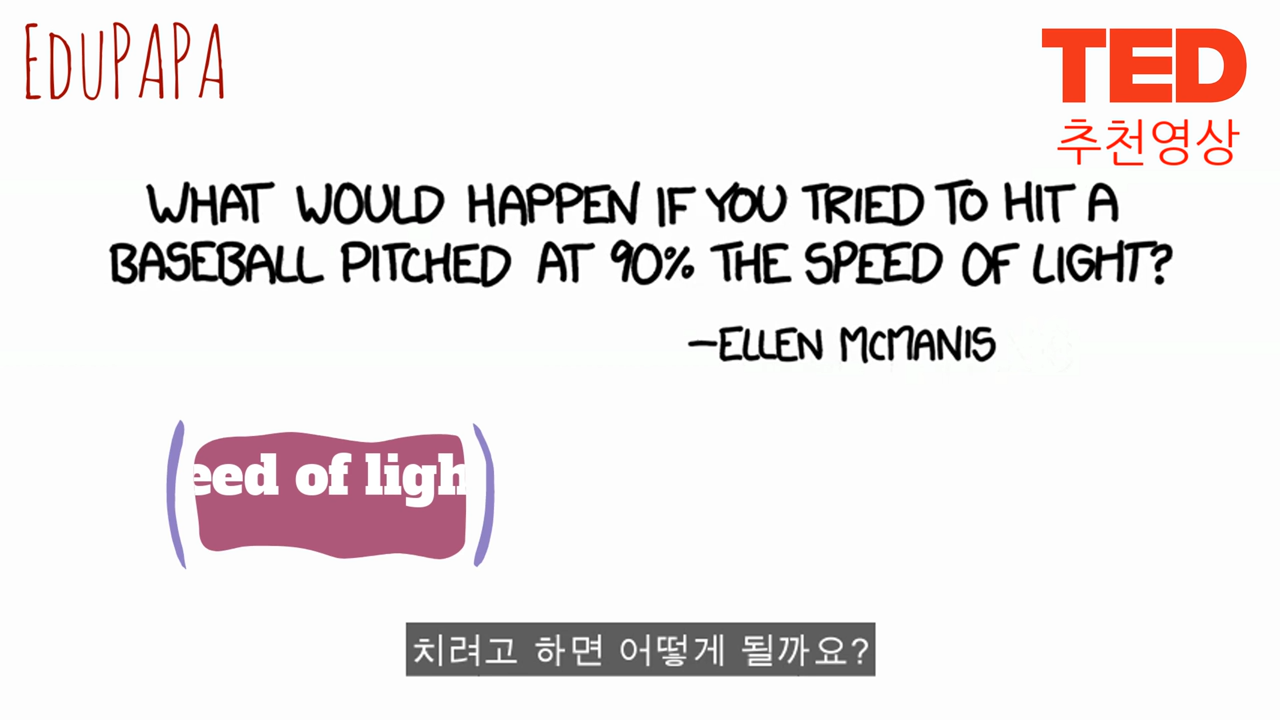 EDUPAPA
TED
추천영상
WHAT WOULD HAPPEN IF YOU TRIED TO HIT A
BASEBALL PITCHED AT 90% THE SPEED OF LIGHT?
—ELLEN MCMANIS
eed of ligh
치려고 하면 어떻게 될까요?